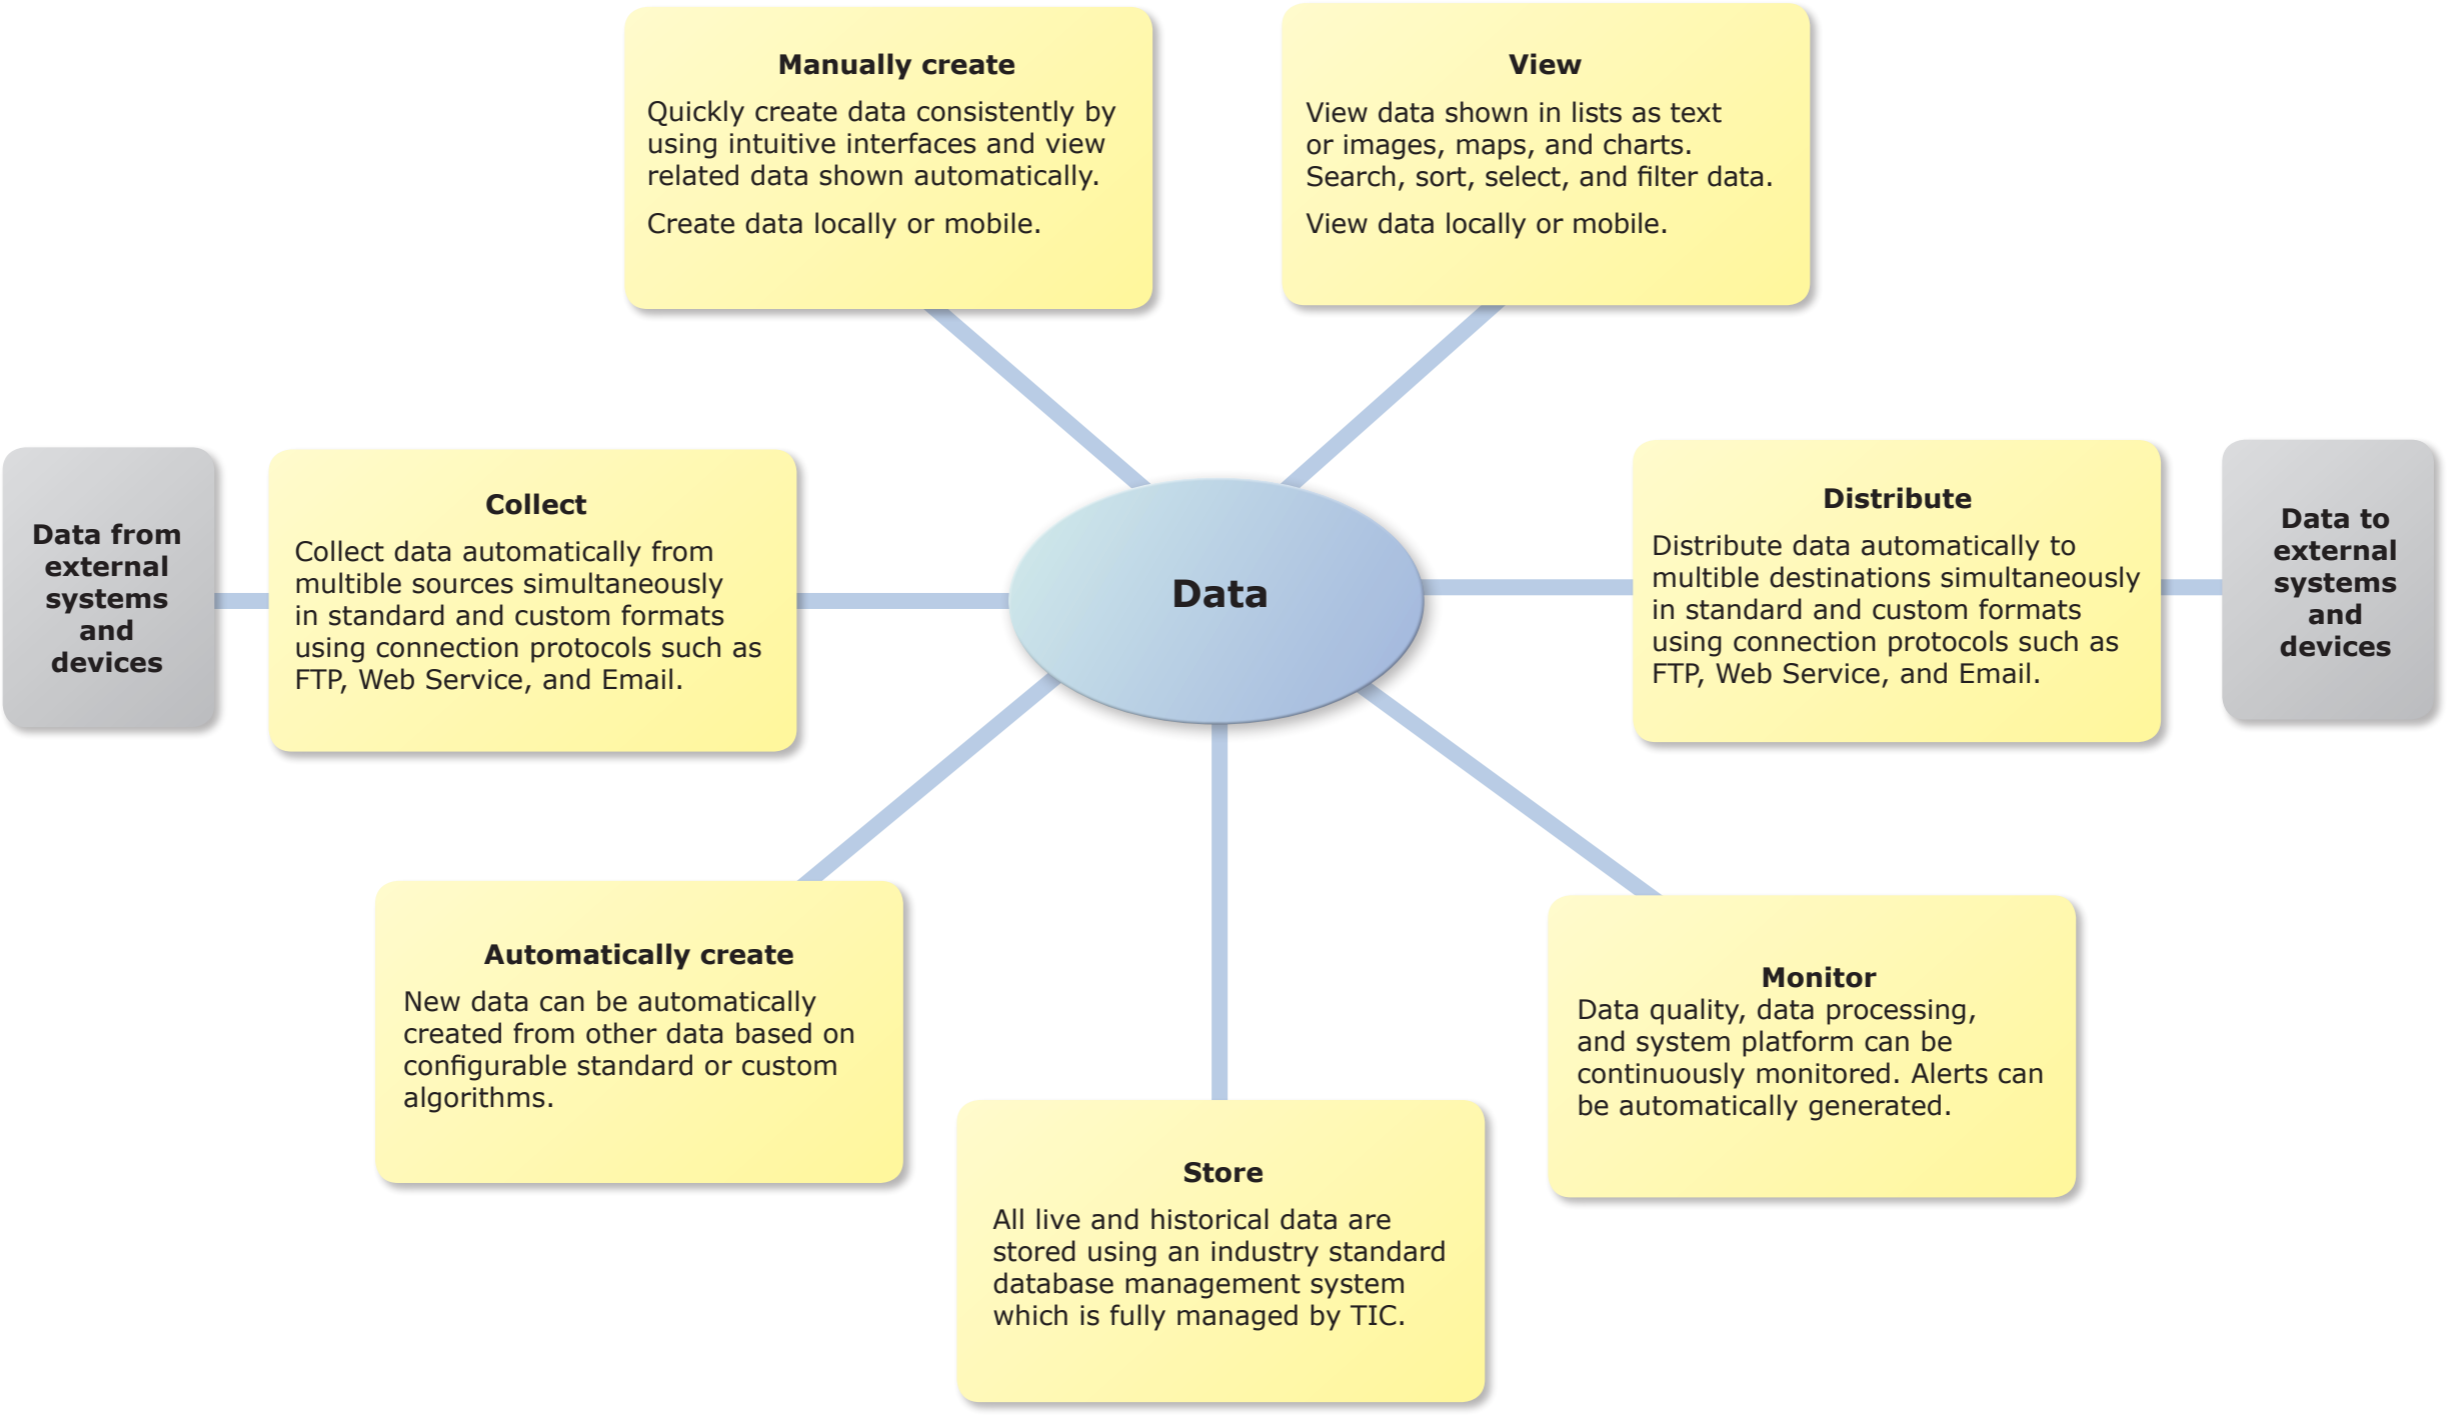 Manually create
Quickly create data consistently by
using intuitive interfaces and view
related data shown automatically.
Create data locally or mobile.
View
View data shown in lists as text
or images, maps, and charts.
Search, sort, select, and filter data.
View data locally or mobile.
Data from
external
systems
and
devices
Collect
Collect data automatically from
multible sources simultaneously
in standard and custom formats
using connection protocols such as
FTP, Web Service, and Email.
Data
Distribute
Distribute data automatically to
multible destinations simultaneously
in standard and custom formats
using connection protocols such as
FTP, Web Service, and Email.
Data to
external
systems
and
devices
Automatically create
New data can be automatically
created from other data based on
configurable standard or custom
algorithms.
Store
All live and historical data are
stored using an industry standard
database management system
which is fully managed by TIC.
Monitor
Data quality, data processing,
and system platform can be
continuously monitored. Alerts can
be automatically generated.